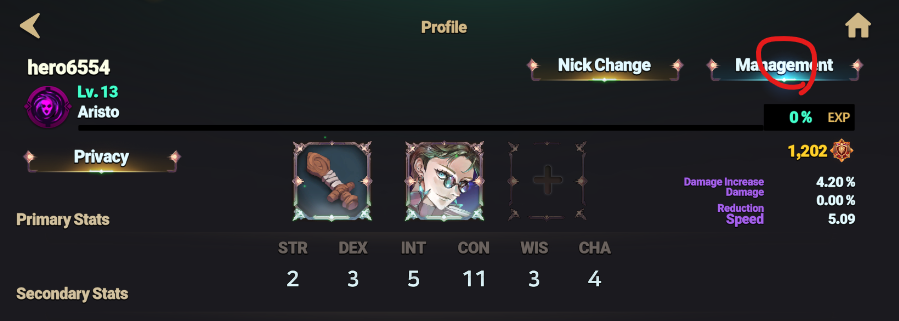 Profile
hero6554
Nick Change
Management
Lv. 13
Aristo
0 % EXP
Privacy
1,202
Damage Increase 4.20 %
Damage 0.00 %
Reduction
Speed 5.09
Primary Stats
STR DEX INT CON WIS CHA
2 3 5 11 3 4
Secondary Stats